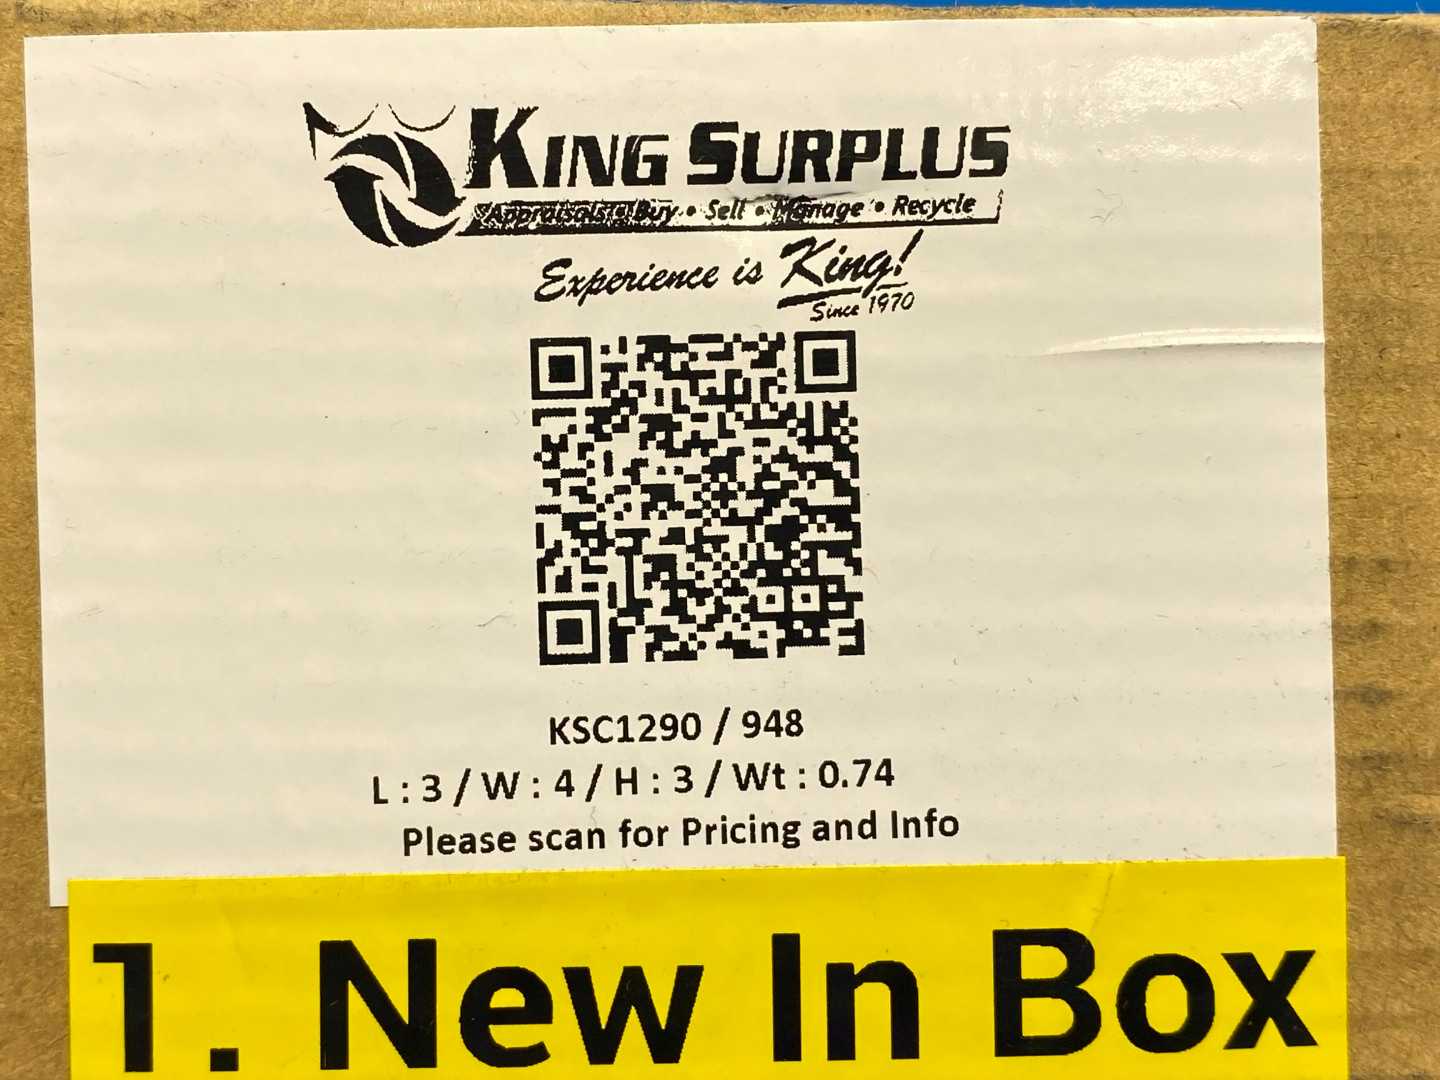 KING SURPLUS
Appraisals • Buy • Sell • Manage • Recycle
Experience is King!
Since 1970
KSC1290 / 948
L : 3 / W : 4 / H : 3 / Wt : 0.74
Please scan for Pricing and Info
1. New In Box